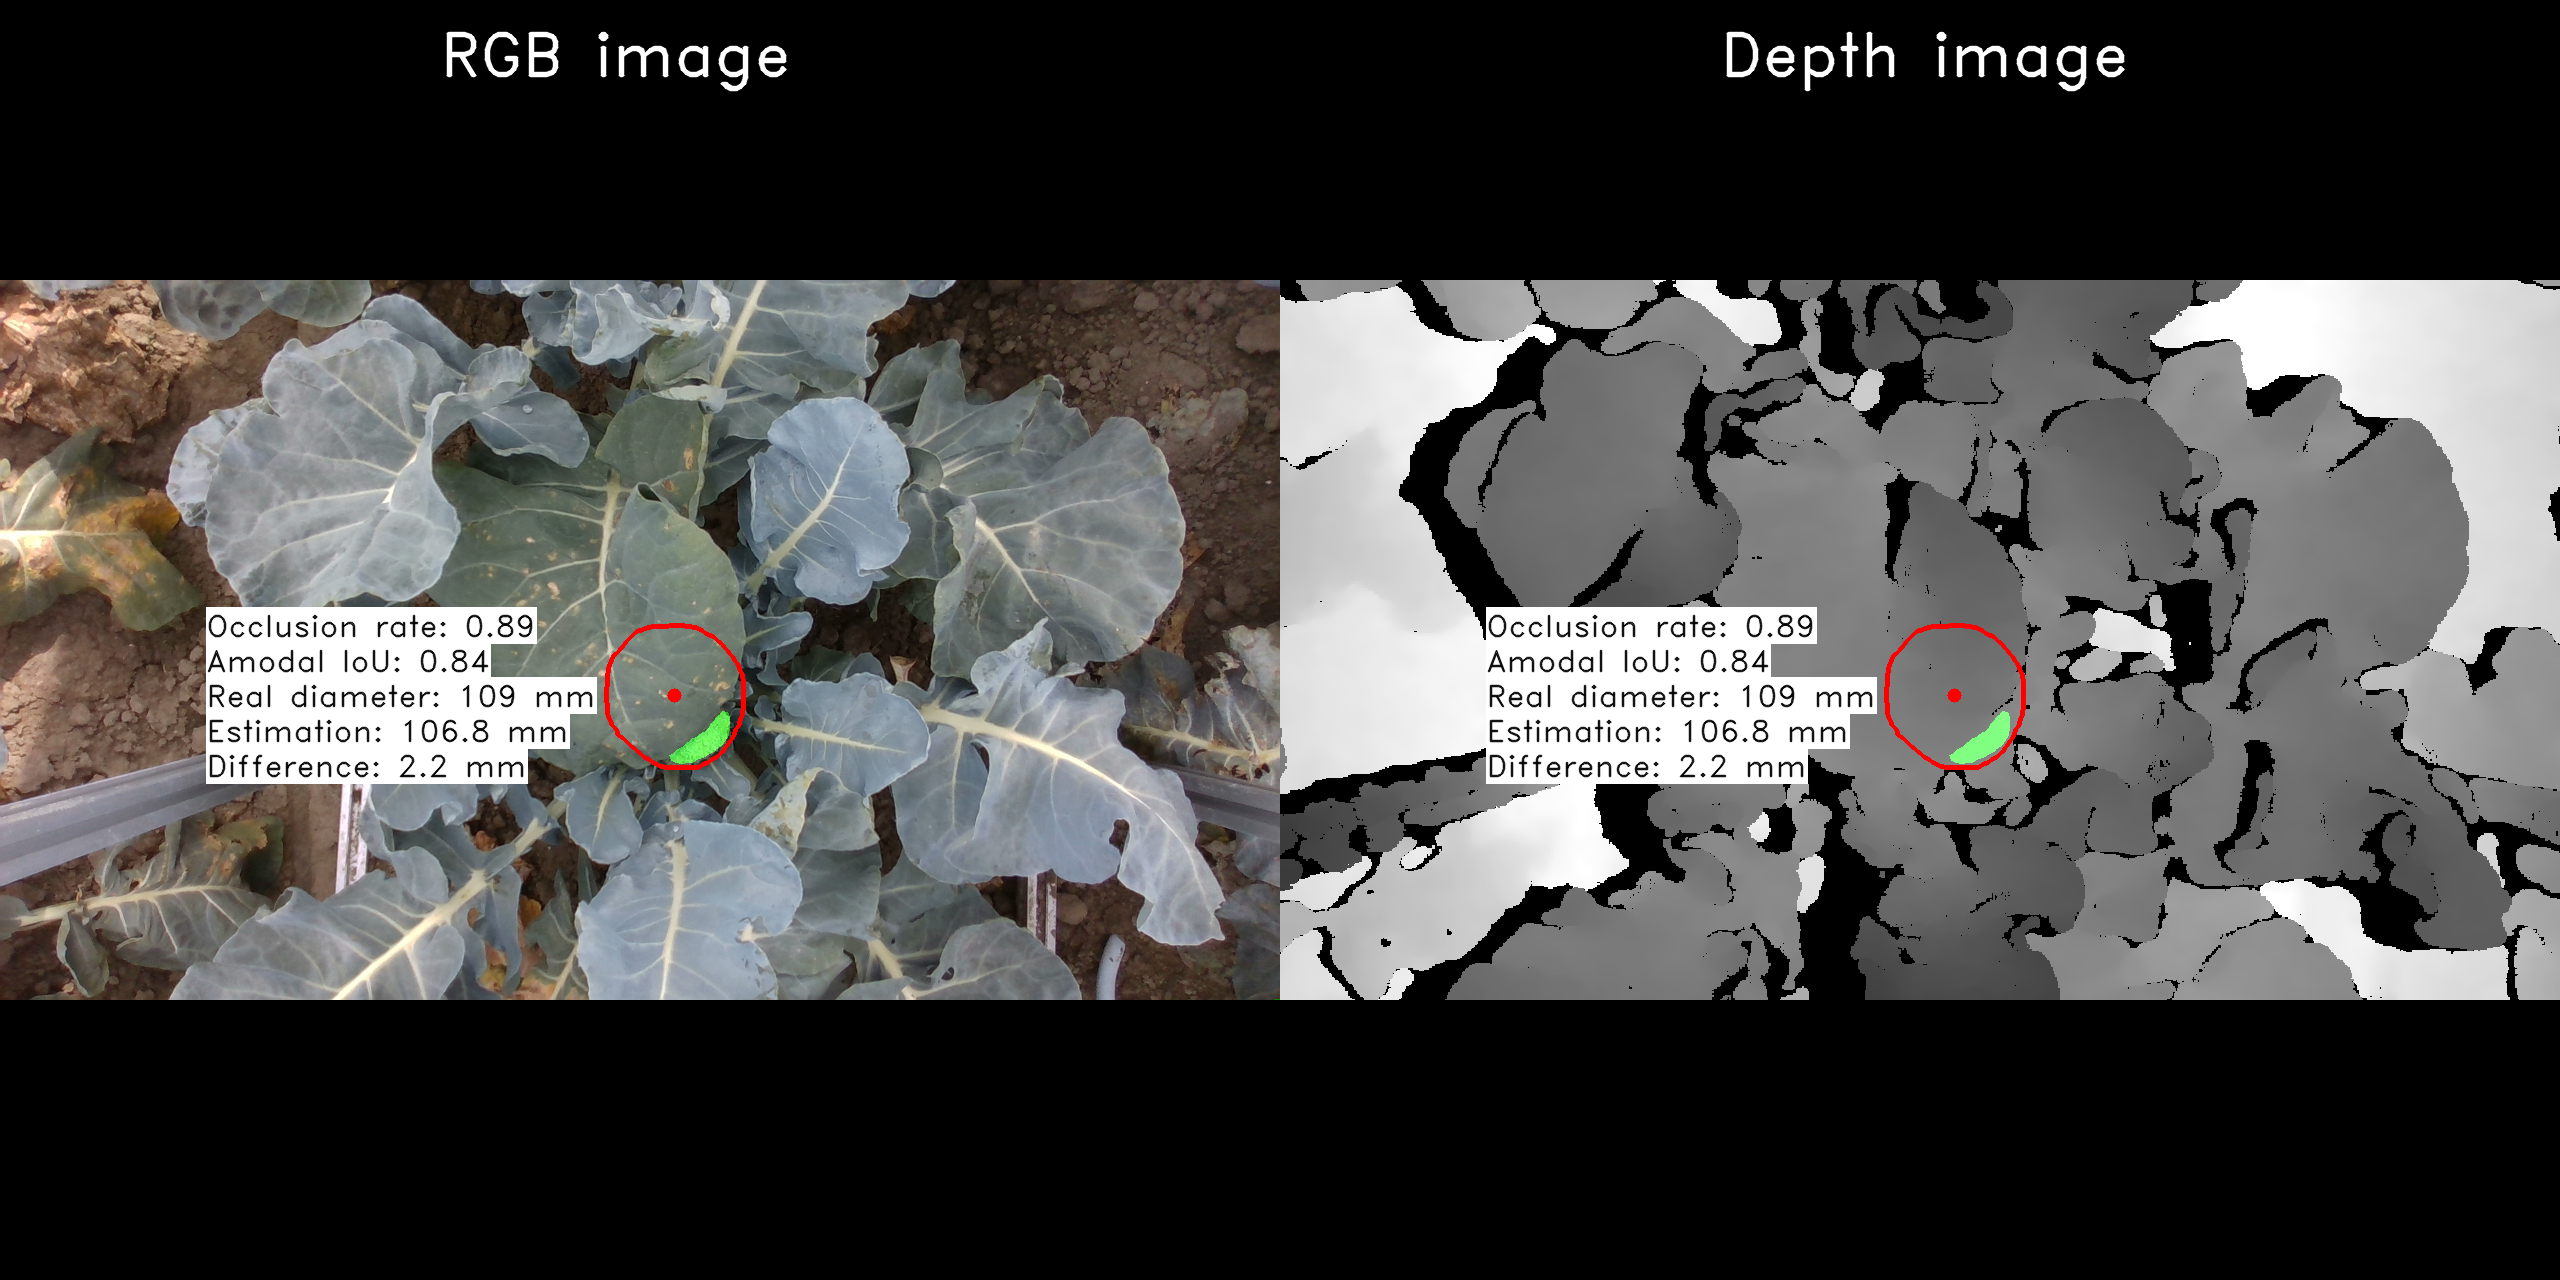 RGB image
Depth image
Occlusion rate: 0.89
Amodal IoU: 0.84
Real diameter: 109 mm
Estimation: 106.8 mm
Difference: 2.2 mm
Occlusion rate: 0.89
Amodal IoU: 0.84
Real diameter: 109 mm
Estimation: 106.8 mm
Difference: 2.2 mm